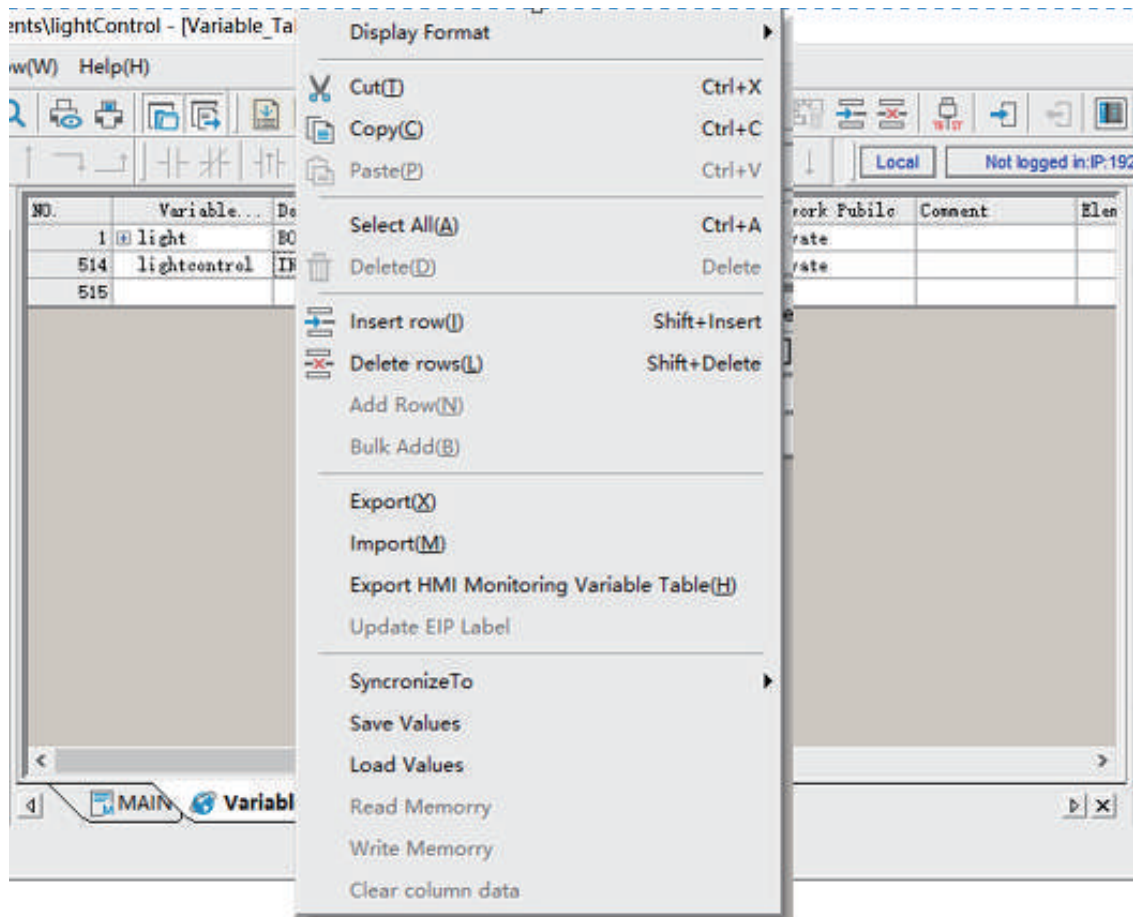 ents\lightControl - [Variable_Ta
w(W) Help(H)
Local Not logged in:IP:192
NO. Variable... work Pubilc Comment Elem
1 light BO vate
514 lightcontrol IN vate
515
Display Format
Cut(T) Ctrl+X
Copy(C) Ctrl+C
Paste(P) Ctrl+V
Select All(A) Ctrl+A
Delete(D) Delete
Insert row(I) Shift+Insert
Delete rows(L) Shift+Delete
Add Row(N)
Bulk Add(B)
Export(X)
Import(M)
Export HMI Monitoring Variable Table(H)
Update EIP Label
SyncronizeTo
Save Values
Load Values
Read Memorry
Write Memorry
Clear column data
MAIN Variabl